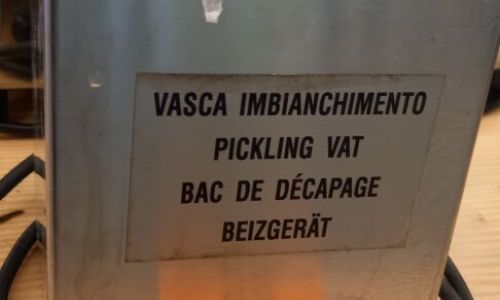 VASCA IMBIANCHIMENTO
PICKLING VAT
BAC DE DÉCAPAGE
BEIZGERÄT